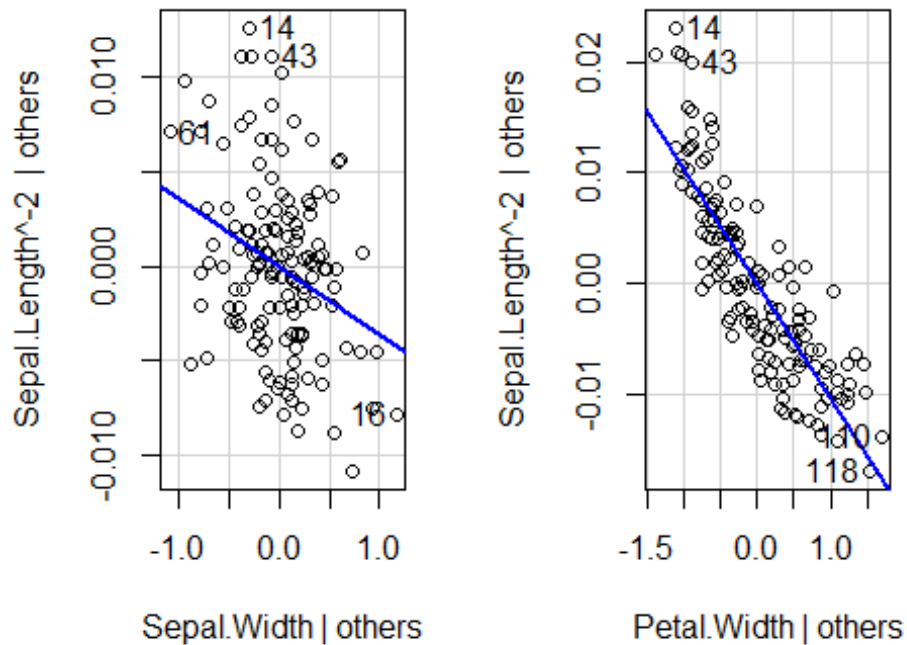 Sepal.Length^-2 | others
0.010
0.000
-0.010
14
43
61
16
-1.0 0.0 1.0
Sepal.Width | others
Sepal.Length^-2 | others
0.02
0.01
0.00
-0.01
14
43
110
118
-1.5 0.0 1.0
Petal.Width | others